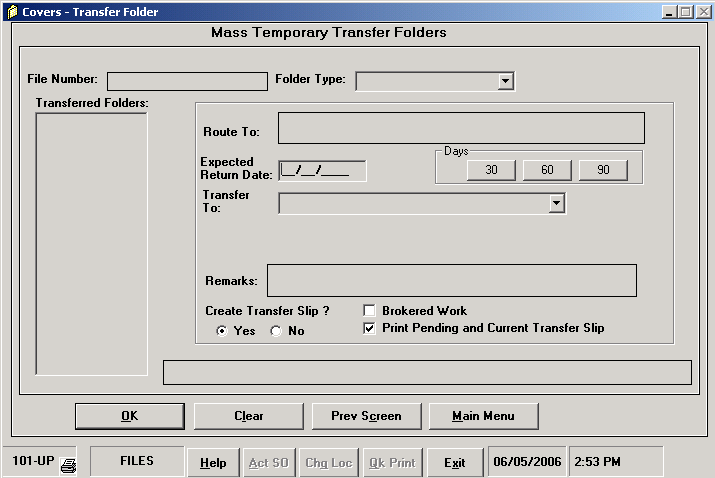 Covers - Transfer Folder
Mass Temporary Transfer Folders
File Number:
Folder Type:
Transferred Folders:
Route To:
Expected
Return Date:
__/__/____
Days
30
60
90
Transfer
To:
Remarks:
Create Transfer Slip ?
Brokered Work
Yes
No
Print Pending and Current Transfer Slip
OK
Clear
Prev Screen
Main Menu
101-UP
FILES
Help
Act SO
Chg Loc
Qk Print
Exit
06/05/2006
2:53 PM